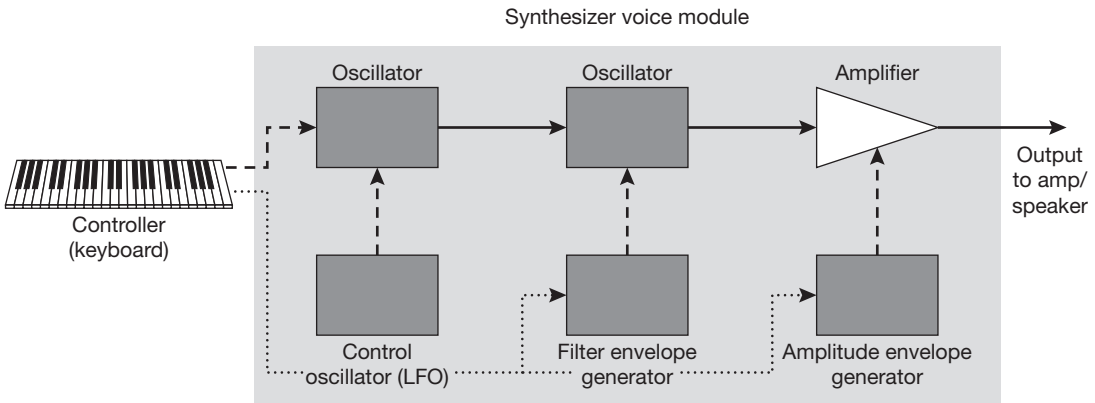 Synthesizer voice module
Oscillator
Oscillator
Amplifier
Output
to amp/
speaker
Controller
(keyboard)
Control
oscillator (LFO)
Filter envelope
generator
Amplitude envelope
generator